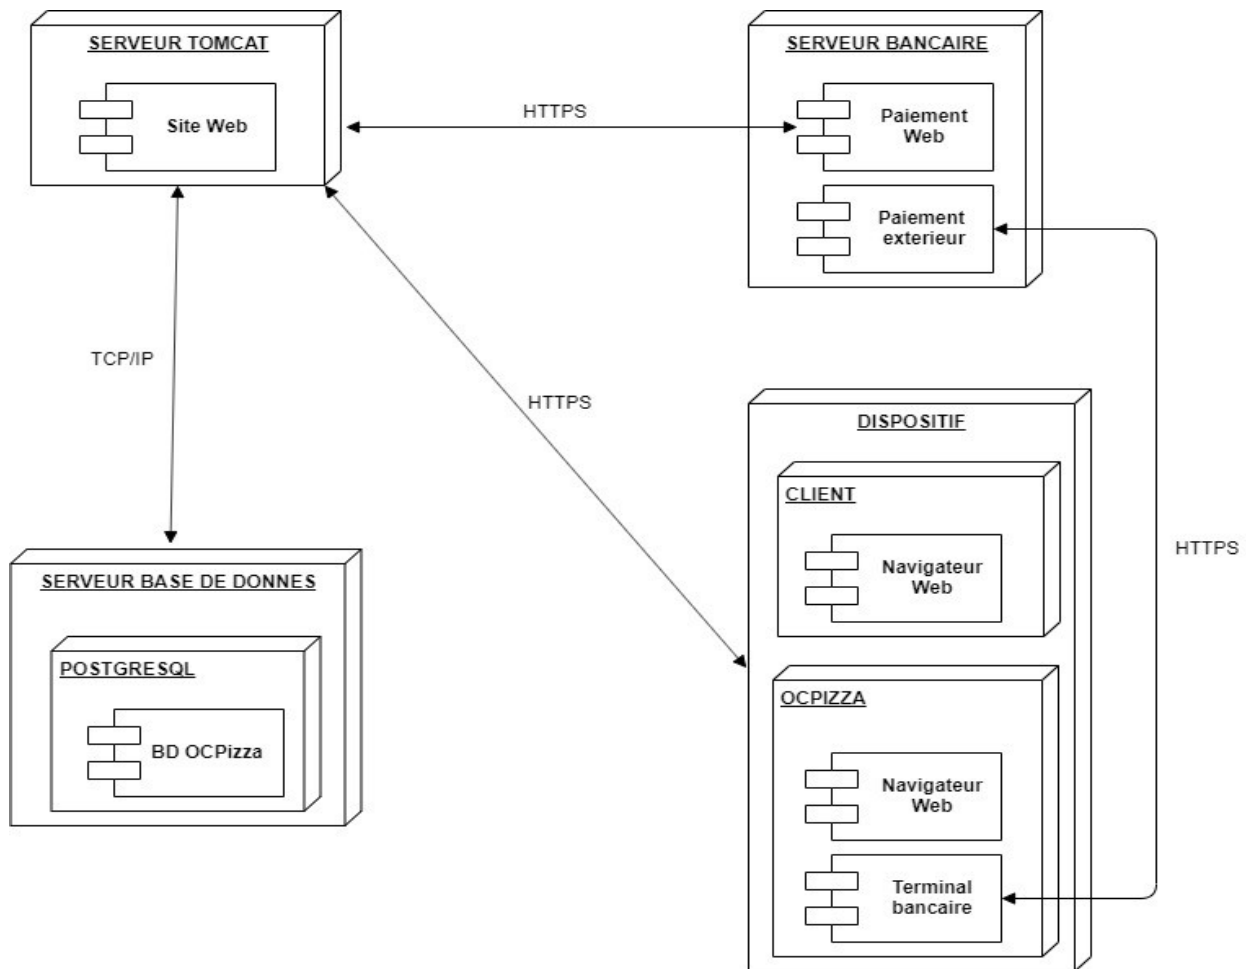 SERVEUR TOMCAT
Site Web
HTTPS
SERVEUR BANCAIRE
Paiement
Web
Paiement
exterieur
TCP/IP
HTTPS
DISPOSITIF
CLIENT
Navigateur
Web
HTTPS
SERVEUR BASE DE DONNES
POSTGRESQL
BD OCPizza
OCPIZZA
Navigateur
Web
Terminal
bancaire